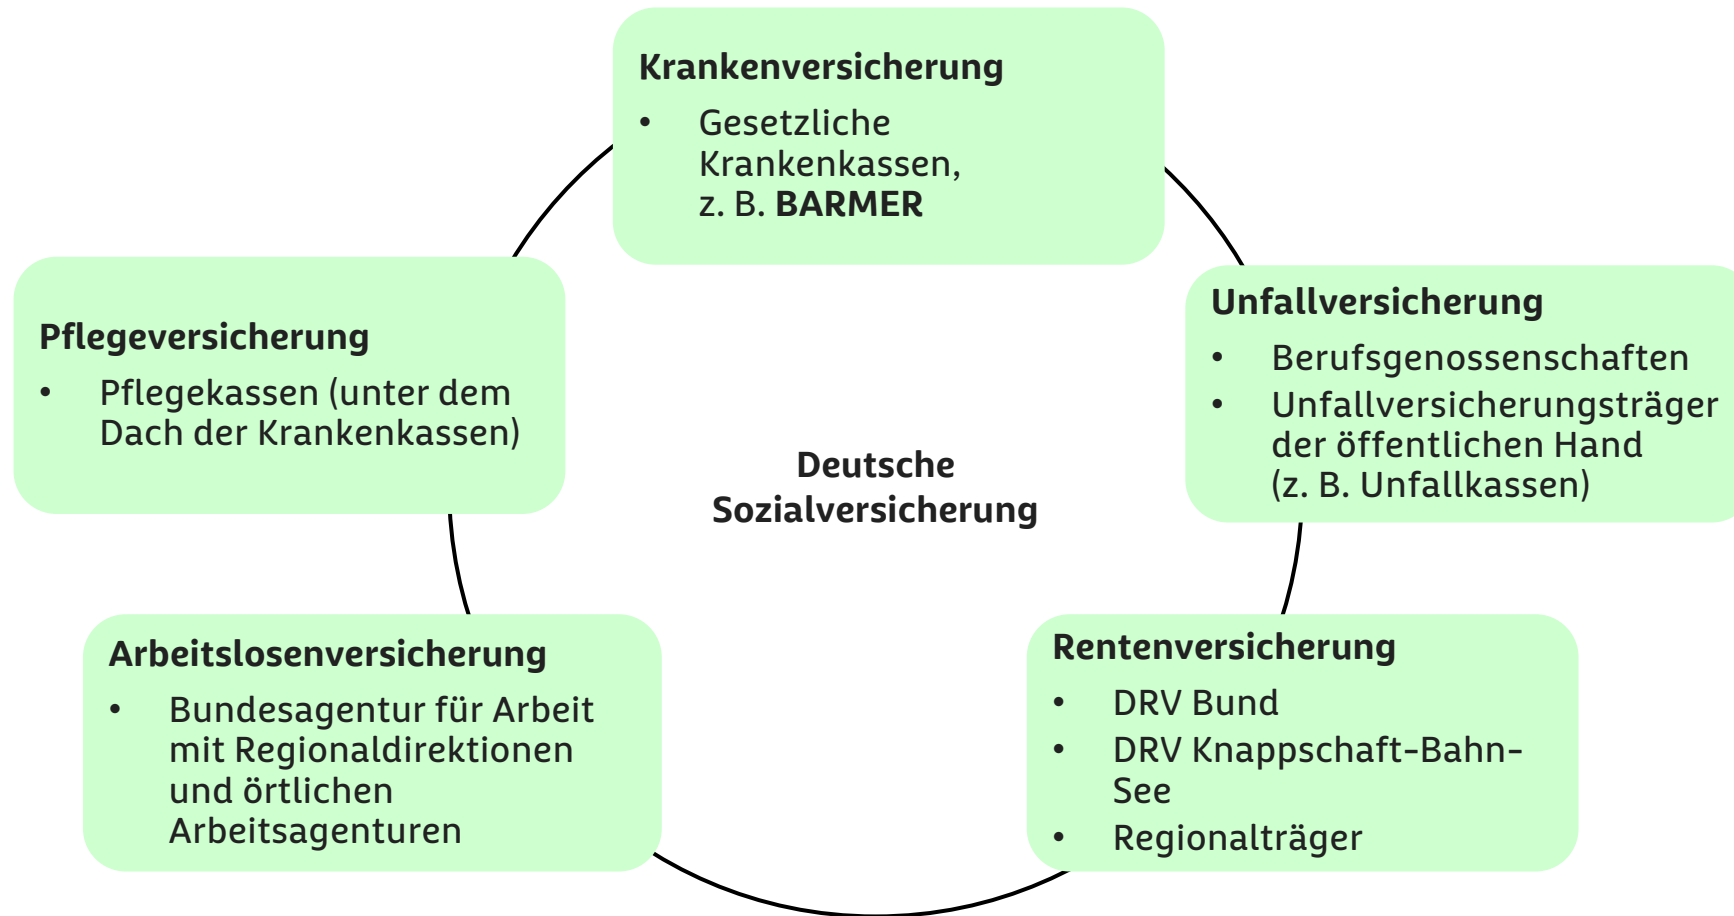 Krankenversicherung
• Gesetzliche
Krankenkassen,
z. B. BARMER
Unfallversicherung
• Berufsgenossenschaften
• Unfallversicherungsträger
der öffentlichen Hand
(z. B. Unfallkassen)
Pflegeversicherung
• Pflegekassen (unter dem
Dach der Krankenkassen)
Deutsche
Sozialversicherung
Arbeitslosenversicherung
• Bundesagentur für Arbeit
mit Regionaldirektionen
und örtlichen
Arbeitsagenturen
Rentenversicherung
• DRV Bund
• DRV Knappschaft-Bahn-
See
• Regionalträger